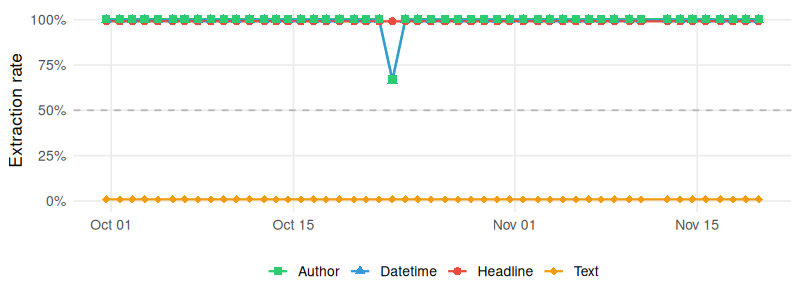 Extraction rate
100%
75%
50%
25%
0%
Oct 01 Oct 15 Nov 01 Nov 15
Author Datetime Headline Text